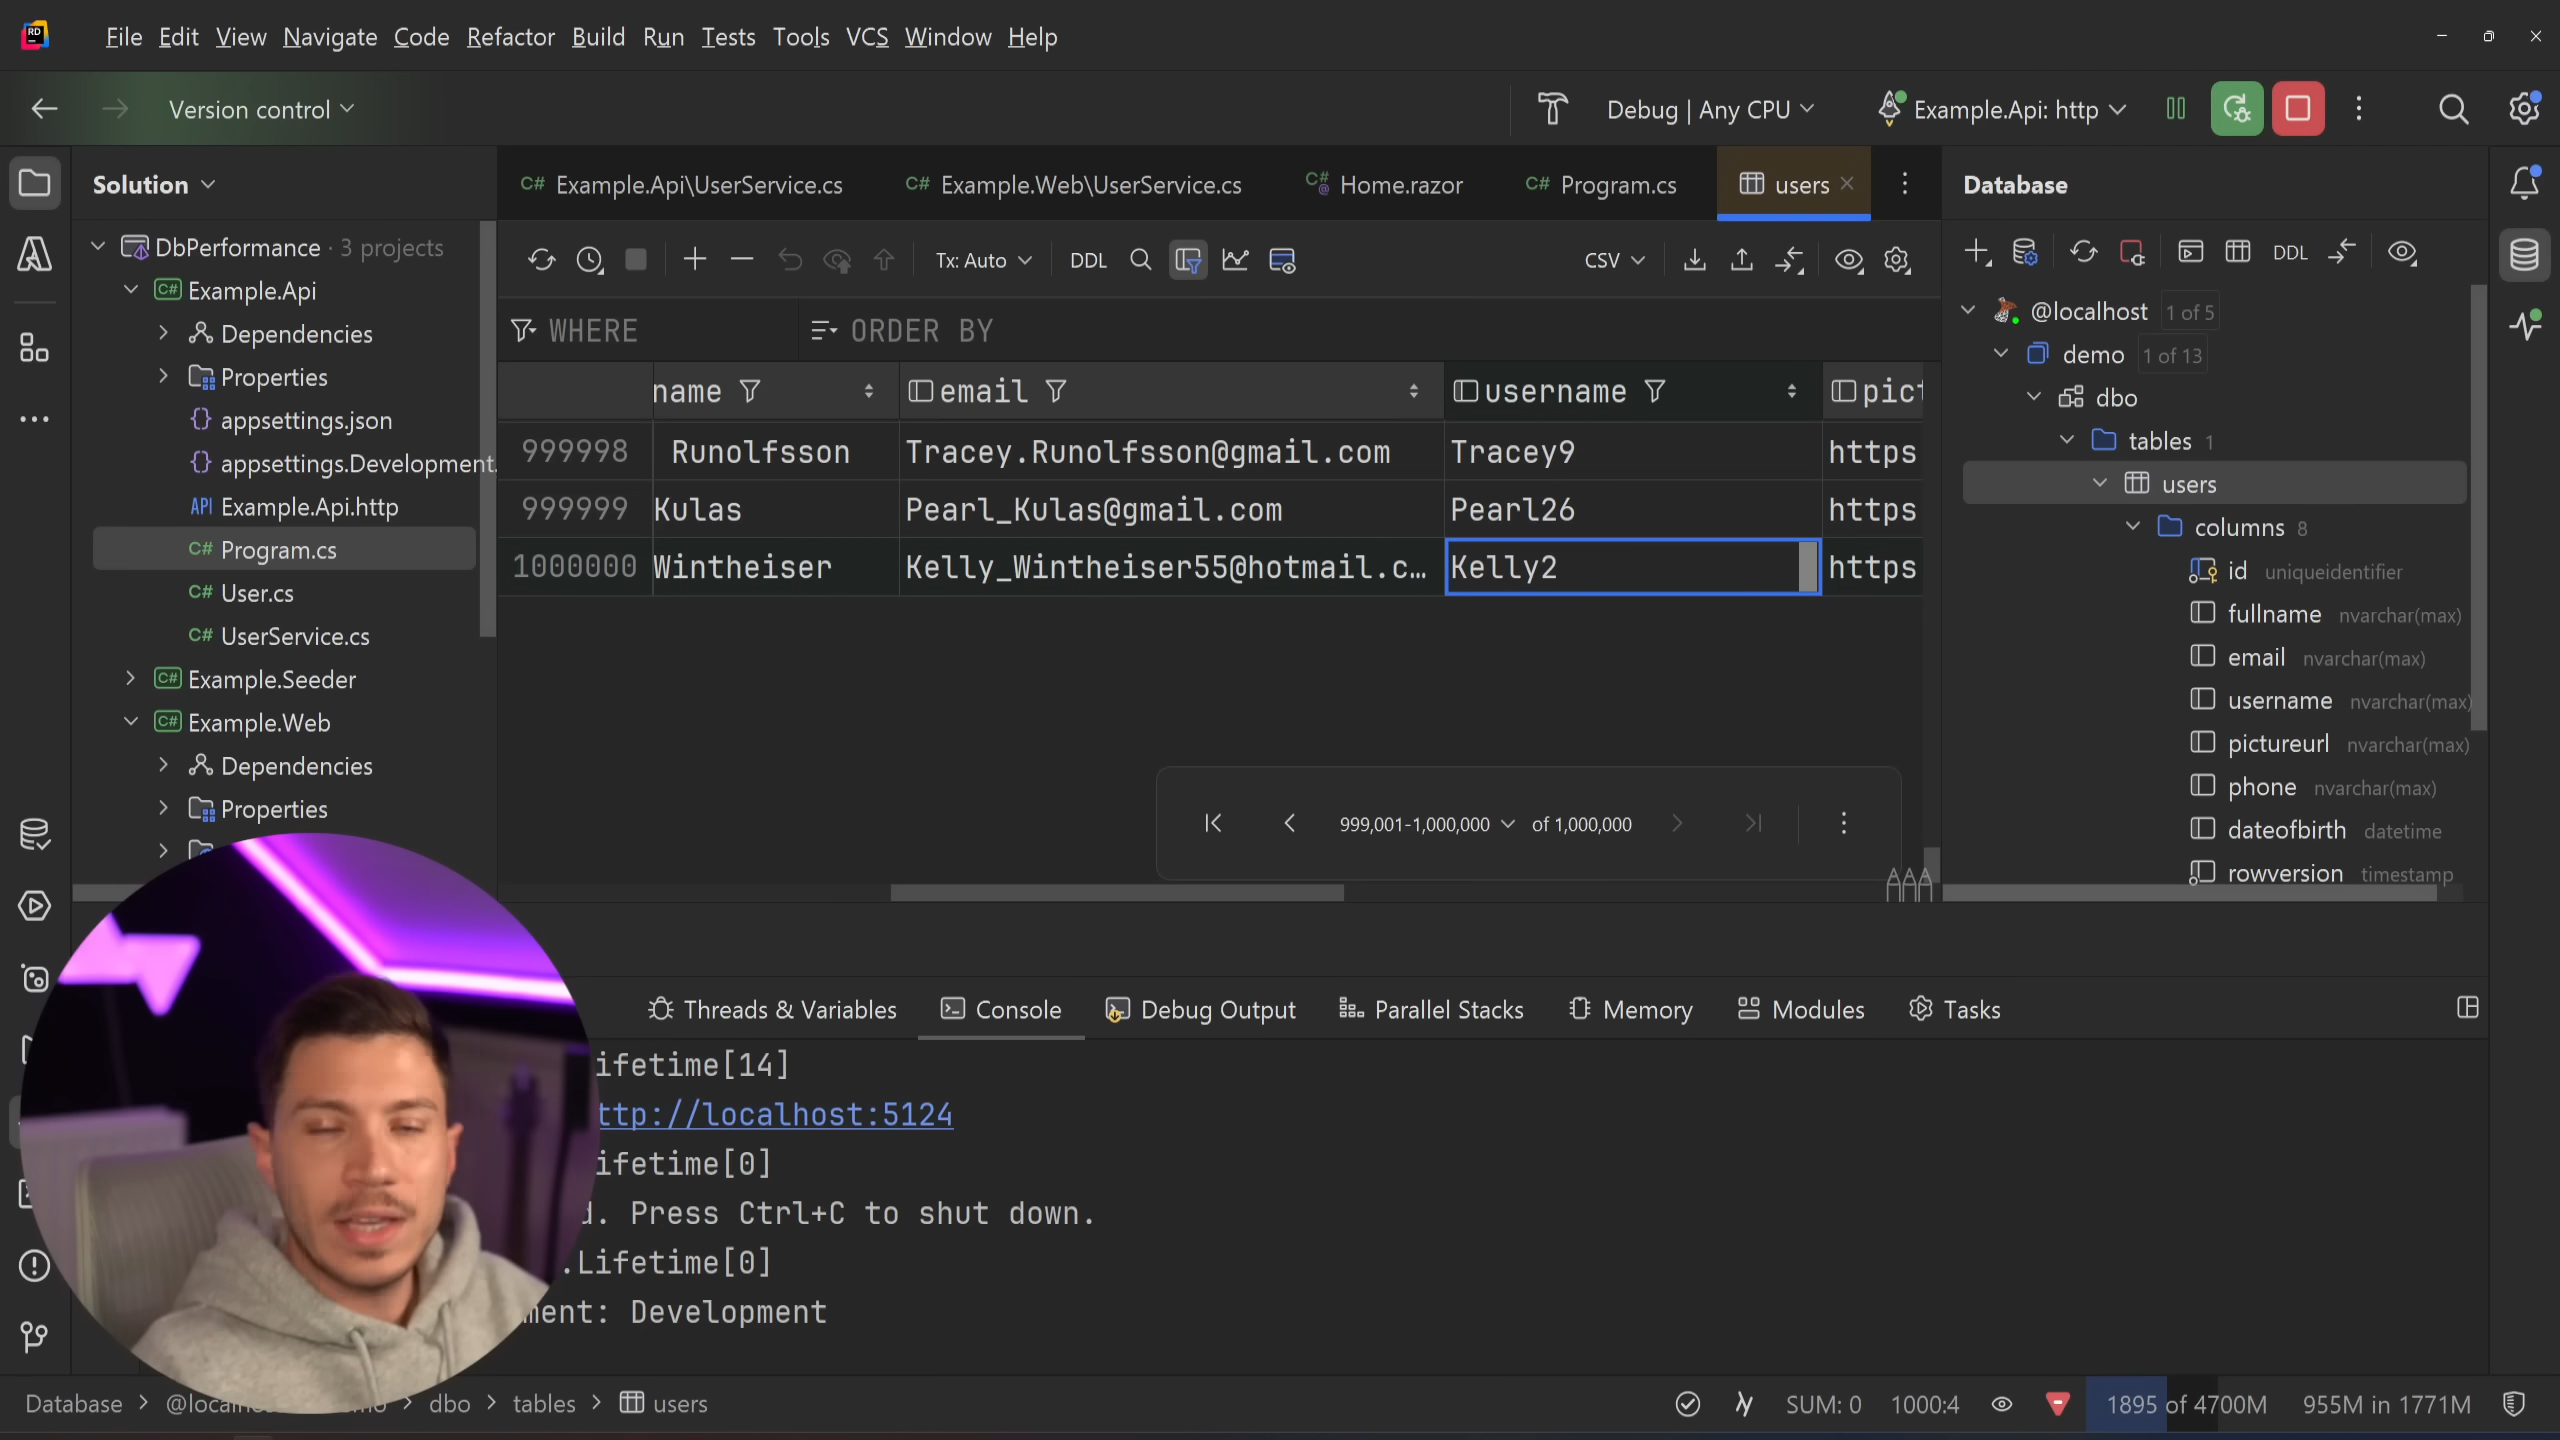 RD
File Edit View Navigate Code Refactor Build Run Tests Tools VCS Window Help
Version control
Debug | Any CPU
Example.Api: http
Solution
C# Example.Api\UserService.cs
C# Example.Web\UserService.cs
C# Home.razor
C# Program.cs
users
Database
DbPerformance · 3 projects
C# Example.Api
Dependencies
Properties
{} appsettings.json
{} appsettings.Development.
API Example.Api.http
C# Program.cs
C# User.cs
C# UserService.cs
C# Example.Seeder
C# Example.Web
Dependencies
Properties
Tx: Auto
DDL
CSV
WHERE
ORDER BY
name email username pict
999998 Runolfsson Tracey.Runolfsson@gmail.com Tracey9 https
999999 Kulas Pearl_Kulas@gmail.com Pearl26 https
1000000 Wintheiser Kelly_Wintheiser55@hotmail.c… Kelly2 https
999,001-1,000,000 of 1,000,000
DDL
@localhost 1 of 5
demo 1 of 13
dbo
tables 1
users
columns 8
id uniqueidentifier
fullname nvarchar(max)
email nvarchar(max)
username nvarchar(max)
pictureurl nvarchar(max)
phone nvarchar(max)
dateofbirth datetime
rowversion timestamp
Threads & Variables Console Debug Output Parallel Stacks Memory Modules Tasks
ifetime[14]
ttp://localhost:5124
ifetime[0]
d. Press Ctrl+C to shut down.
.Lifetime[0]
ment: Development
Database > @loca > dbo > tables > users
SUM: 0 1000:4 1895 of 4700M 955M in 1771M